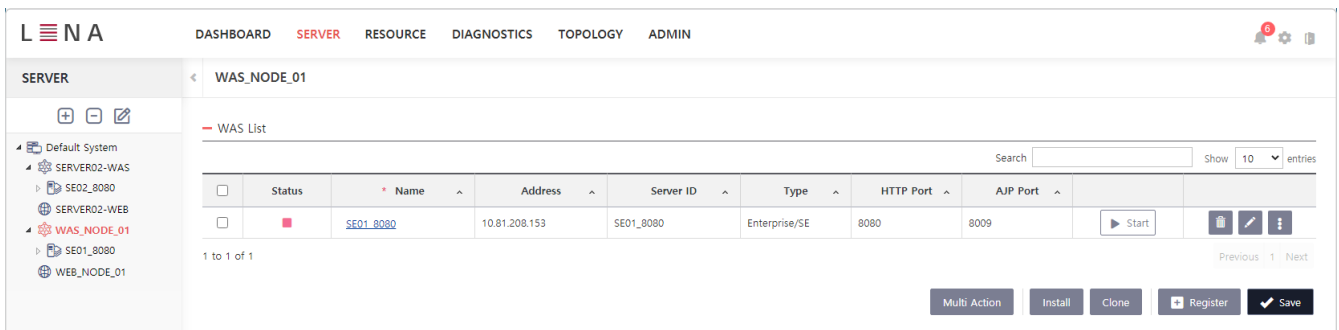 LENA
DASHBOARD SERVER RESOURCE DIAGNOSTICS TOPOLOGY ADMIN
6
SERVER
WAS_NODE_01
WAS List
Default System
SERVER02-WAS
SE02_8080
SERVER02-WEB
WAS_NODE_01
SE01_8080
WEB_NODE_01
Search
Show 10 entries
Status * Name Address Server ID Type HTTP Port AJP Port
SE01_8080 10.81.208.153 SE01_8080 Enterprise/SE 8080 8009 Start
1 to 1 of 1
Previous 1 Next
Multi Action Install Clone Register Save